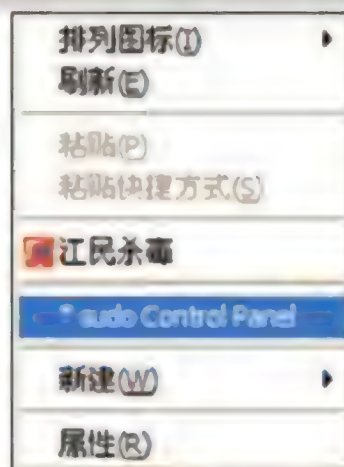 排列图标(I)
刷新(E)
粘贴(P)
粘贴快捷方式(S)
江民杀毒
Control Panel
新建(W)
属性(R)